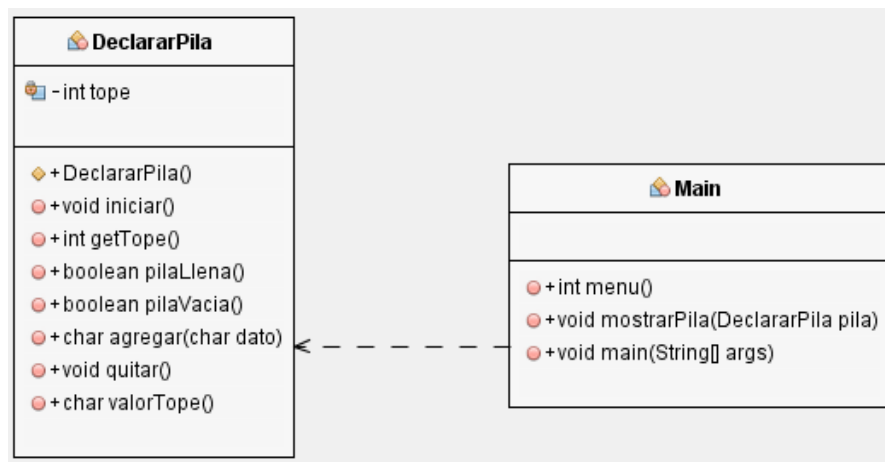 DeclararPila
-int tope
+DeclararPila()
+void iniciar()
+int getTope()
+boolean pilaLlena()
+boolean pilaVacia()
+char agregar(char dato)
+void quitar()
+char valorTope()
Main
+int menu()
+void mostrarPila(DeclararPila pila)
+void main(String[] args)